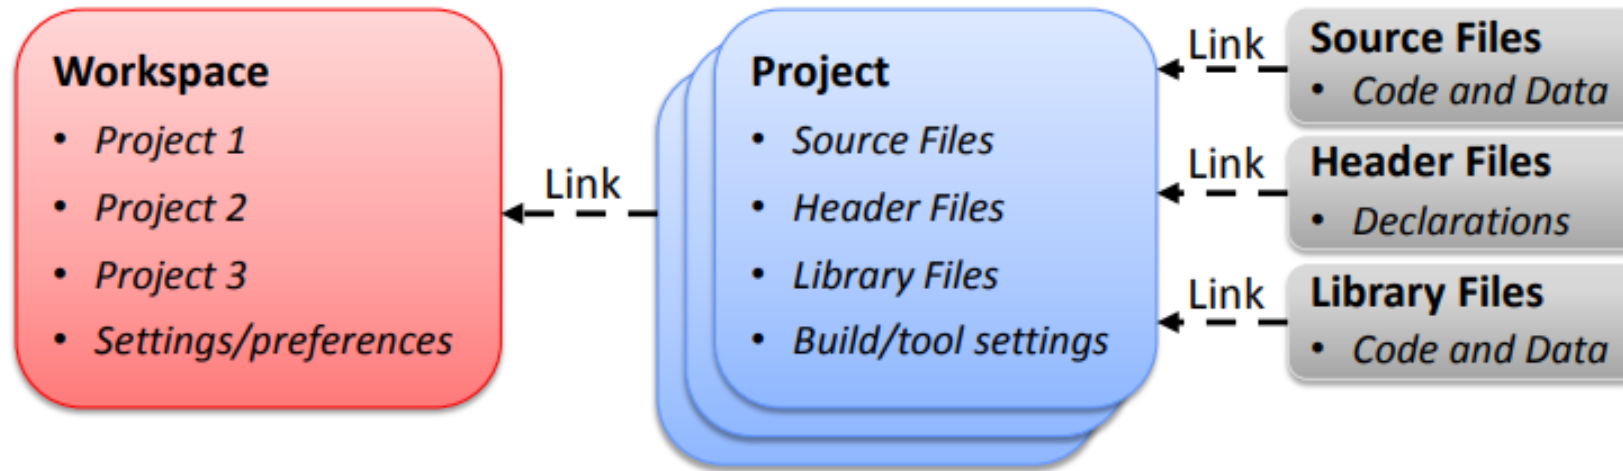 Workspace
• Project 1
• Project 2
• Project 3
• Settings/preferences
Link
Project
• Source Files
• Header Files
• Library Files
• Build/tool settings
Link
Source Files
• Code and Data
Link
Header Files
• Declarations
Link
Library Files
• Code and Data